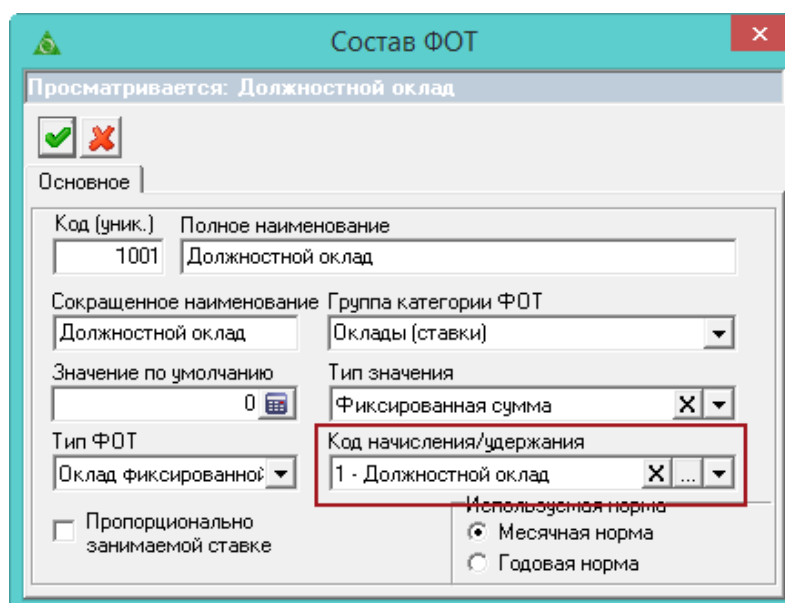 Состав ФОТ
Просматривается: Должностной оклад
Основное
Код (уник.) Полное наименование
1001 Должностной оклад
Сокращенное наименование Группа категории ФОТ
Должностной оклад Оклады (ставки)
Значение по умолчанию Тип значения
0 Фиксированная сумма X
Тип ФОТ Код начисления/удержания
Оклад фиксированной 1 - Должностной оклад X ...
Используемая норма
Пропорционально
занимаемой ставке
Месячная норма
Годовая норма